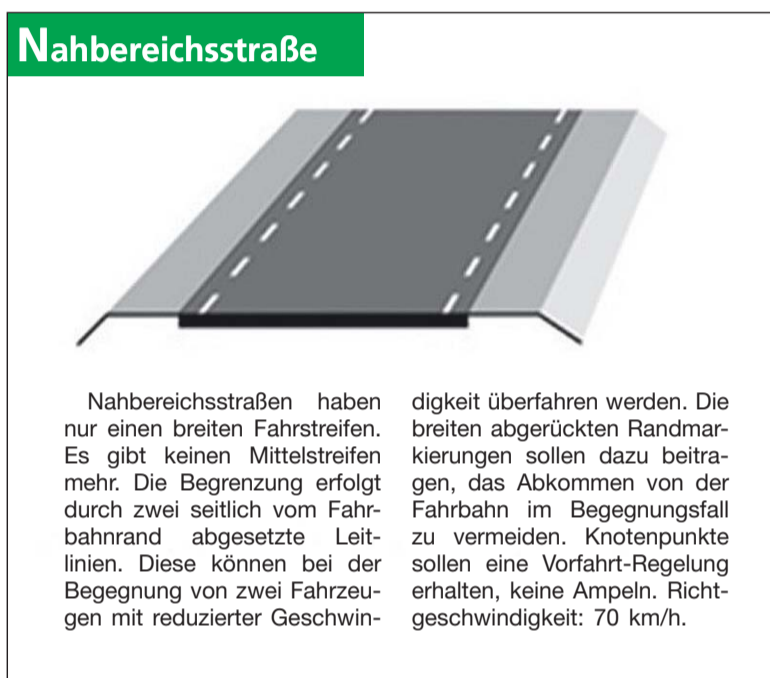 Nahbereichsstraße
Nahbereichsstraßen haben
nur einen breiten Fahrstreifen.
Es gibt keinen Mittelstreifen
mehr. Die Begrenzung erfolgt
durch zwei seitlich vom Fahr-
bahnrand abgesetzte Leit-
linien. Diese können bei der
Begegnung von zwei Fahrzeu-
gen mit reduzierter Geschwin-
digkeit überfahren werden. Die
breiten abgerückten Randmar-
kierungen sollen dazu beitra-
gen, das Abkommen von der
Fahrbahn im Begegnungsfall
zu vermeiden. Knotenpunkte
sollen eine Vorfahrt-Regelung
erhalten, keine Ampeln. Richt-
geschwindigkeit: 70 km/h.